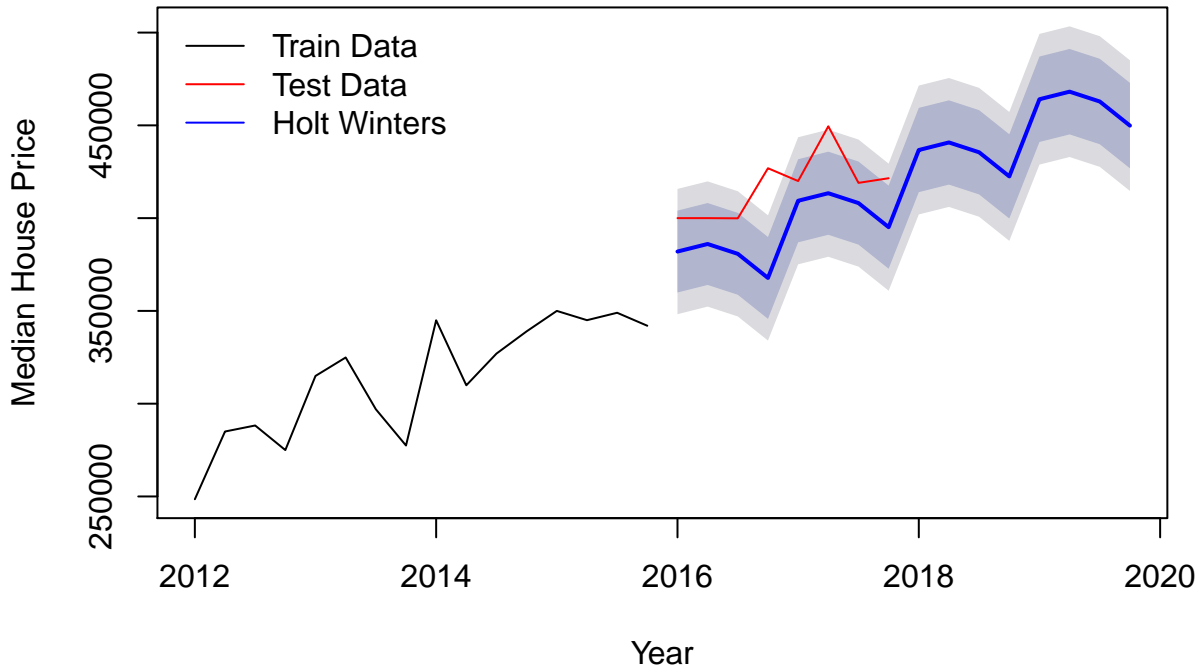 Train Data
Test Data
Holt Winters
Median House Price
450000
350000
250000
2012 2014 2016 2018 2020
Year